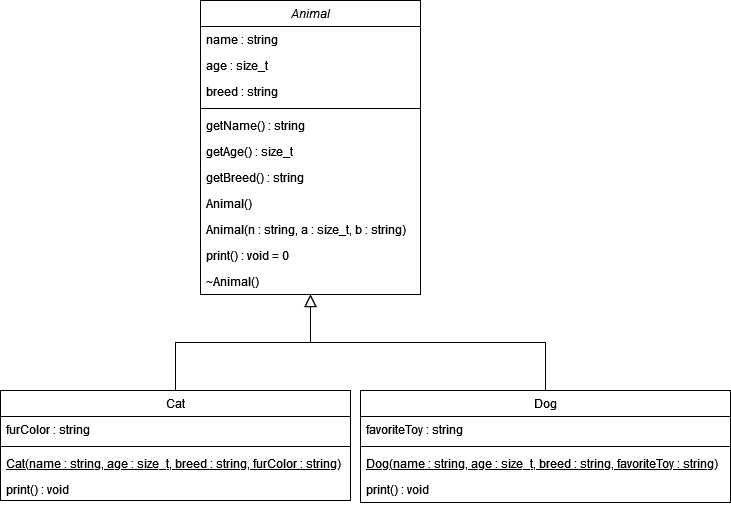 Animal
name : string
age : size_t
breed : string
getName() : string
getAge() : size_t
getBreed() : string
Animal()
Animal(n : string, a : size_t, b : string)
print() : void = 0
~Animal()
Cat
furColor : string
Cat(name : string, age : size_t, breed : string, furColor : string)
print() : void
Dog
favoriteToy : string
Dog(name : string, age : size_t, breed : string, favoriteToy : string)
print() : void